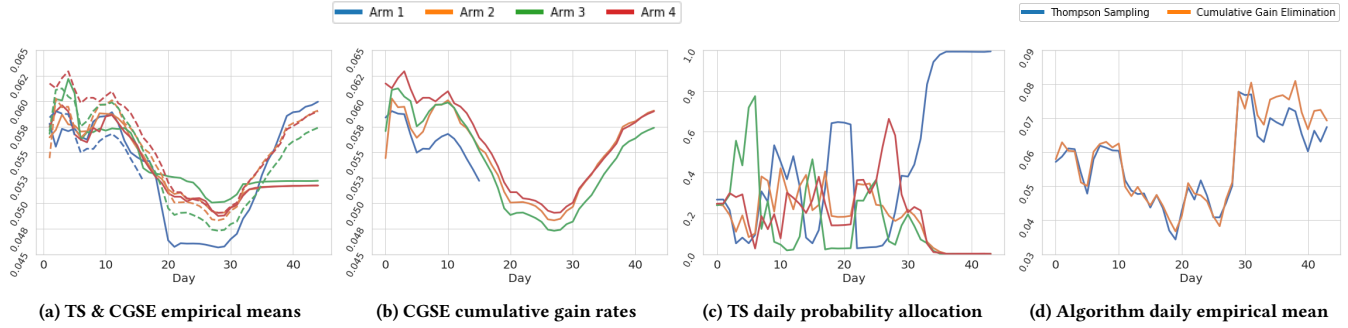 Arm 1 Arm 2 Arm 3 Arm 4
Thompson Sampling Cumulative Gain Elimination
0.065
0.062
0.060
0.058
0.055
0.053
0.050
0.048
0.045
0 10 20 30 40
Day
(a) TS & CGSE empirical means
0.065
0.062
0.060
0.058
0.055
0.053
0.050
0.048
0.045
0 10 20 30 40
Day
(b) CGSE cumulative gain rates
1.0
0.8
0.6
0.4
0.2
0.0
0 10 20 30 40
Day
(c) TS daily probability allocation
0.09
0.08
0.07
0.06
0.05
0.04
0.03
0 10 20 30 40
Day
(d) Algorithm daily empirical mean